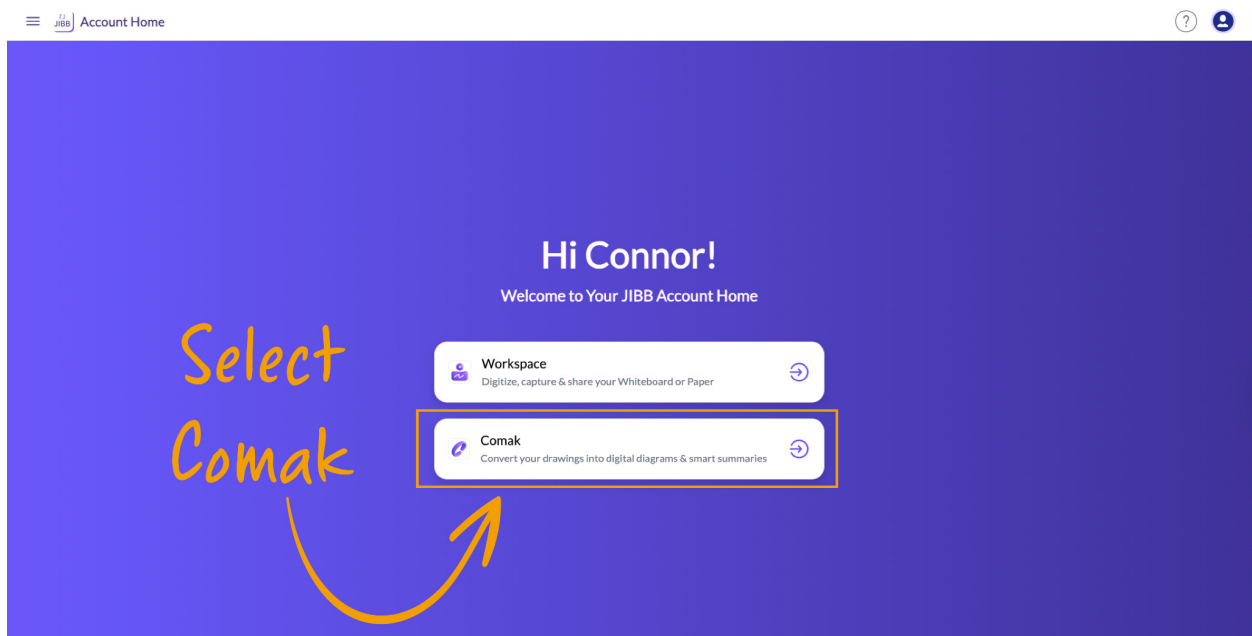 JIBB Account Home
?
Hi Connor!
Welcome to Your JIBB Account Home
Select
Comak
Workspace
Digitize, capture & share your Whiteboard or Paper
Comak
Convert your drawings into digital diagrams & smart summaries